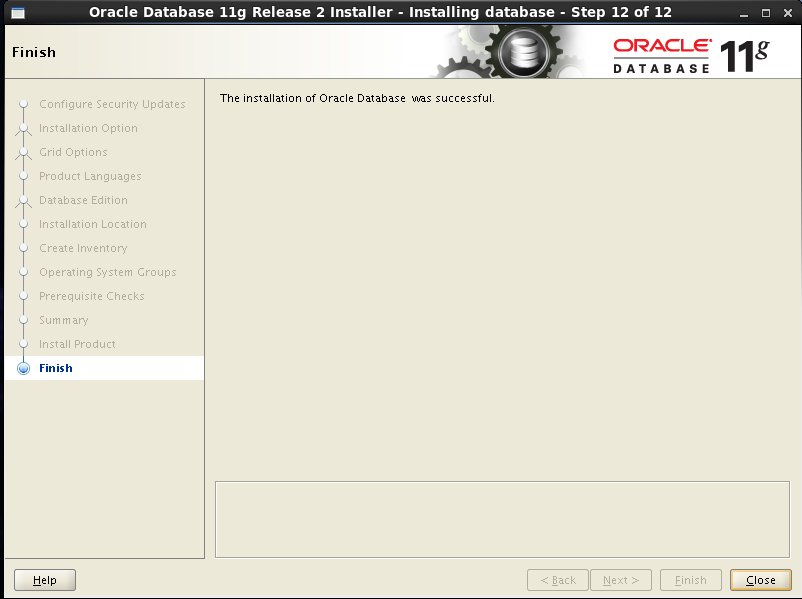 Oracle Database 11g Release 2 Installer - Installing database - Step 12 of 12
Finish
ORACLE
DATABASE 11g
Configure Security Updates
Installation Option
Grid Options
Product Languages
Database Edition
Installation Location
Create Inventory
Operating System Groups
Prerequisite Checks
Summary
Install Product
Finish
The installation of Oracle Database was successful.
Help
< Back
Next >
Finish
Close